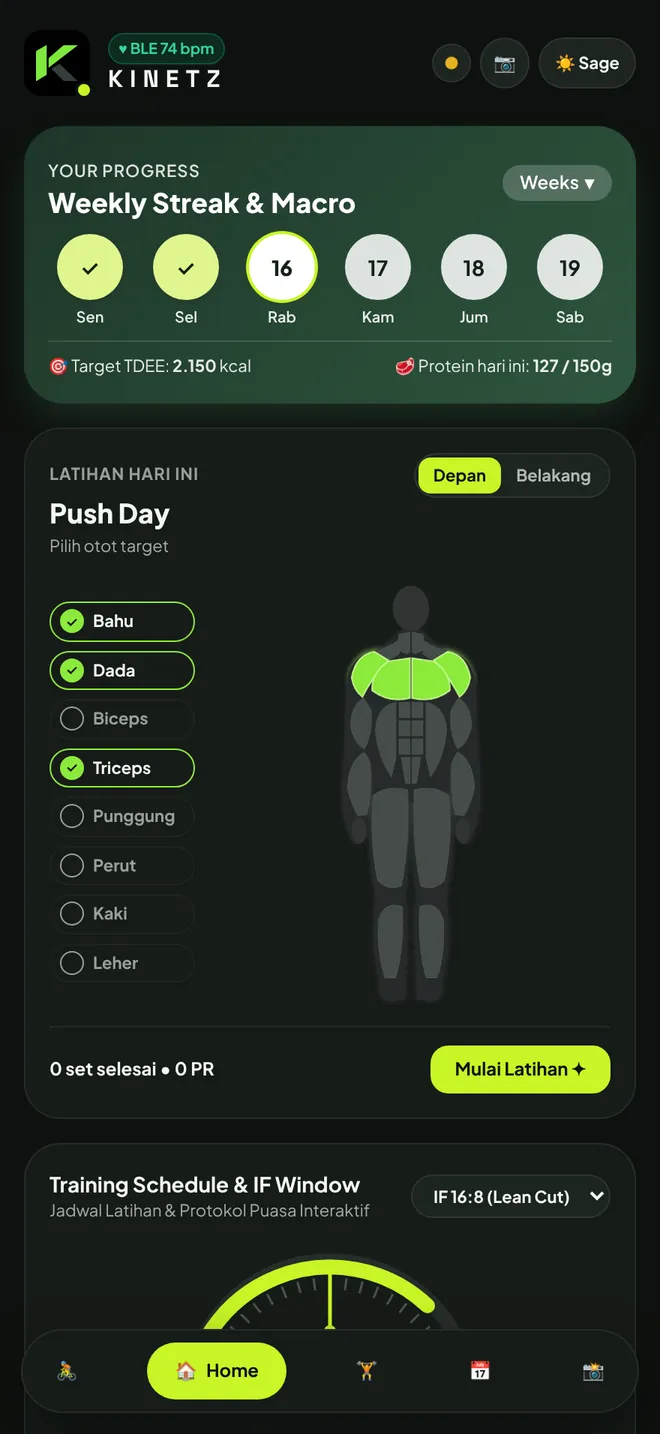 ♥ BLE 74 bpm
KINETZ
☀️ Sage
YOUR PROGRESS
Weekly Streak & Macro
Weeks ▾
✓ ✓ 16 17 18 19
Sen Sel Rab Kam Jum Sab
🎯 Target TDEE: 2.150 kcal
🥩 Protein hari ini: 127 / 150g
LATIHAN HARI INI
Push Day
Pilih otot target
Depan Belakang
Bahu
Dada
Biceps
Triceps
Punggung
Perut
Kaki
Leher
0 set selesai • 0 PR
Mulai Latihan ✦
Training Schedule & IF Window
Jadwal Latihan & Protokol Puasa Interaktif
IF 16:8 (Lean Cut)
🏠 Home